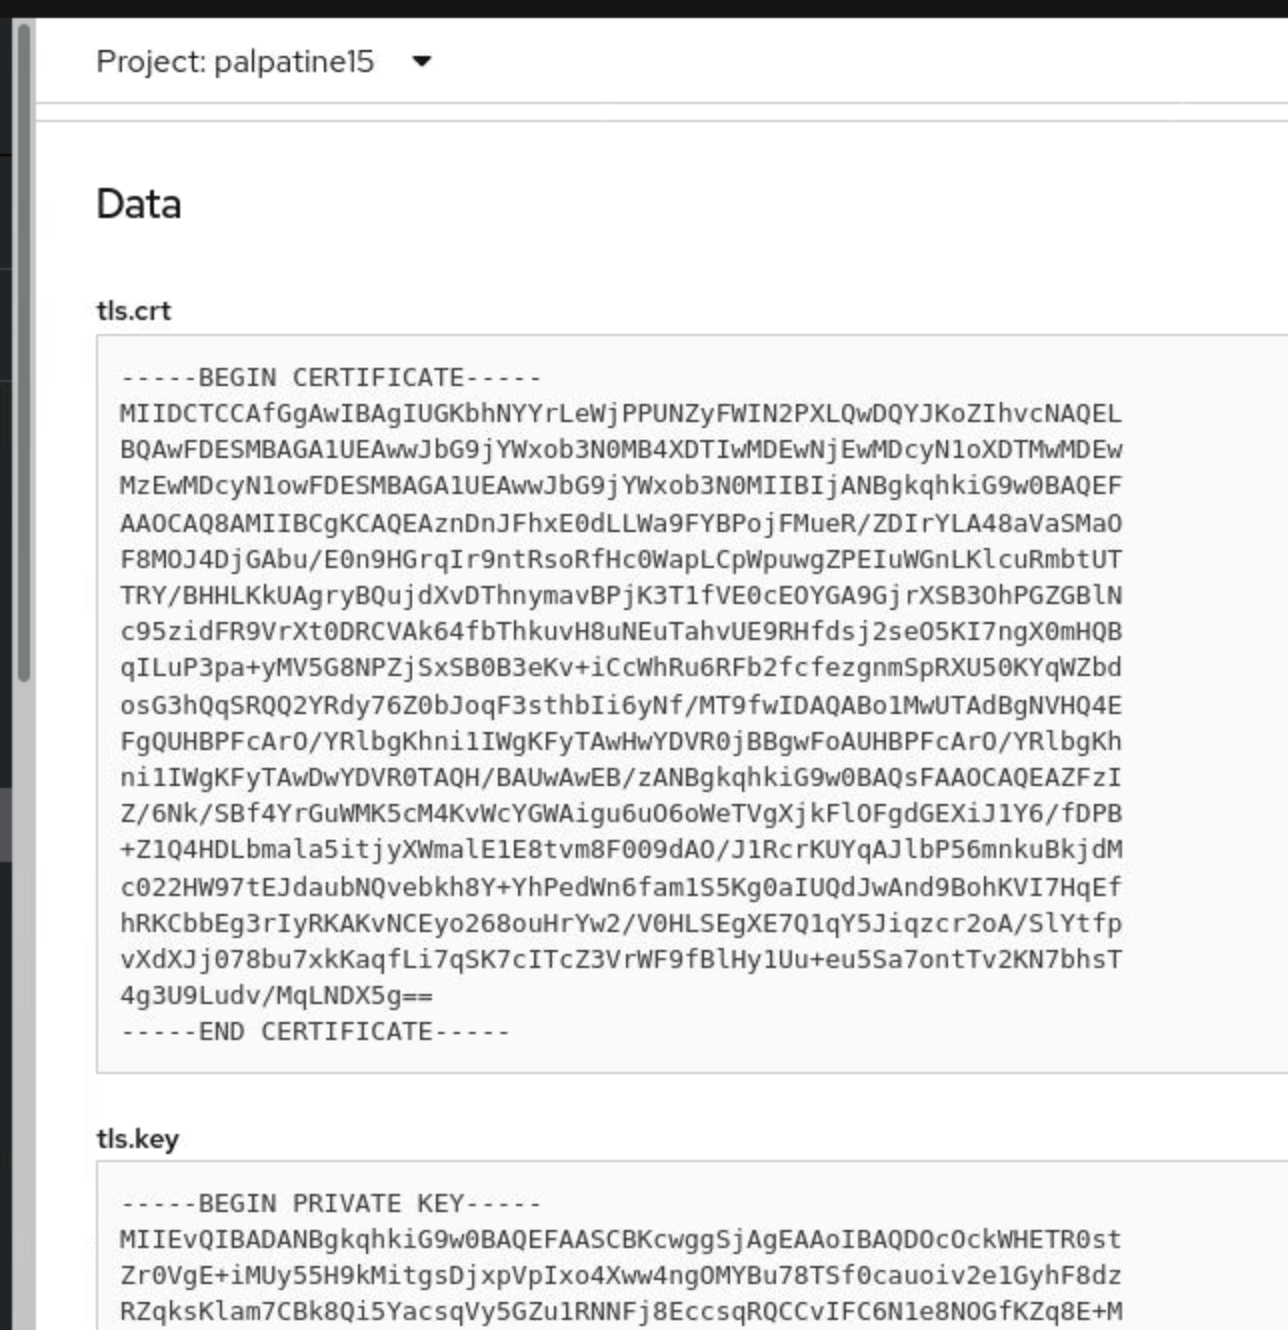 Project: palpatine15
Data
tls.crt
-----BEGIN CERTIFICATE-----
MIIDCTCCAfGgAwIBAgIUGKbhNYYrLeWjPPUNZyFWIN2PXLQwDQYJKoZIhvcNAQEL
BQAwFDESMBAGA1UEAwwJbG9jYWxob3N0MB4XDTIwMDEwNjEwMDcyN1oXDTMwMDEw
MzEwMDcyN1owFDESMBAGA1UEAwwJbG9jYWxob3N0MIIBIjANBgkqhkiG9w0BAQEF
AAOCAQ8AMIIBCgKCAQEAznDnJFhxE0dLLWa9FYBPojFMueR/ZDIrYLA48aVaSMaO
F8MOJ4DjGAbu/E0n9HGrqIr9ntRsoRfHc0WapLCpWpuwgZPEIuWGnLKlcuRmbtUT
TRY/BHHLKkUAgryBQujdXvDThnymavBPjK3T1fVE0cEOYGA9GjrXSB3OhPGZGBlN
c95zidFR9VrXt0DRCVAk64fbThkuvH8uNEuTahvUE9RHfdsj2seO5KI7ngX0mHQB
qILuP3pa+yMV5G8NPZjSxSB0B3eKv+iCcWhRu6RFb2fcfezgnmSpRXU50KYqWZbd
osG3hQqSRQQ2YRdy76Z0bJoqF3sthbIi6yNf/MT9fwIDAQABo1MwUTAdBgNVHQ4E
FgQUHBPFcArO/YRlbgKhni1IWgKFyTAwHwYDVR0jBBgwFoAUHBPFcArO/YRlbgKh
ni1IWgKFyTAwDwYDVR0TAQH/BAUwAwEB/zANBgkqhkiG9w0BAQsFAAOCAQEAZFzI
Z/6Nk/SBf4YrGuWMK5cM4KvWcYGWAigu6uO6oWeTVgXjkFlOFgdGEXiJ1Y6/fDPB
+Z1Q4HDLbmala5itjyXWmalE1E8tvm8F009dAO/J1RcrKUYqAJlbP56mnkuBkjdM
c022HW97tEJdaubNQvebkh8Y+YhPedWn6fam1S5Kg0aIUQdJwAnd9BohKVI7HqEf
hRKCbbEg3rIyRKAKvNCEyo268ouHrYw2/V0HLSEgXE7Q1qY5Jiqzcr2oA/SlYtfp
vXdXJj078bu7xkKaqfLi7qSK7cITcZ3VrWF9fBlHy1Uu+eu5Sa7ontTv2KN7bhsT
4g3U9Ludv/MqLNDX5g==
-----END CERTIFICATE-----
tls.key
-----BEGIN PRIVATE KEY-----
MIIEvQIBADANBgkqhkiG9w0BAQEFAASCBKcwggSjAgEAAoIBAQDOcOckWHETR0st
Zr0VgE+iMUy55H9kMitgsDjxpVpIxo4Xww4ngOMYBu78TSf0cauoiv2e1GyhF8dz
RZqksKlam7CBk8Qi5YacsqVy5GZu1RNNFj8EccsqRQCCvIFC6N1e8NOGfKZq8E+M